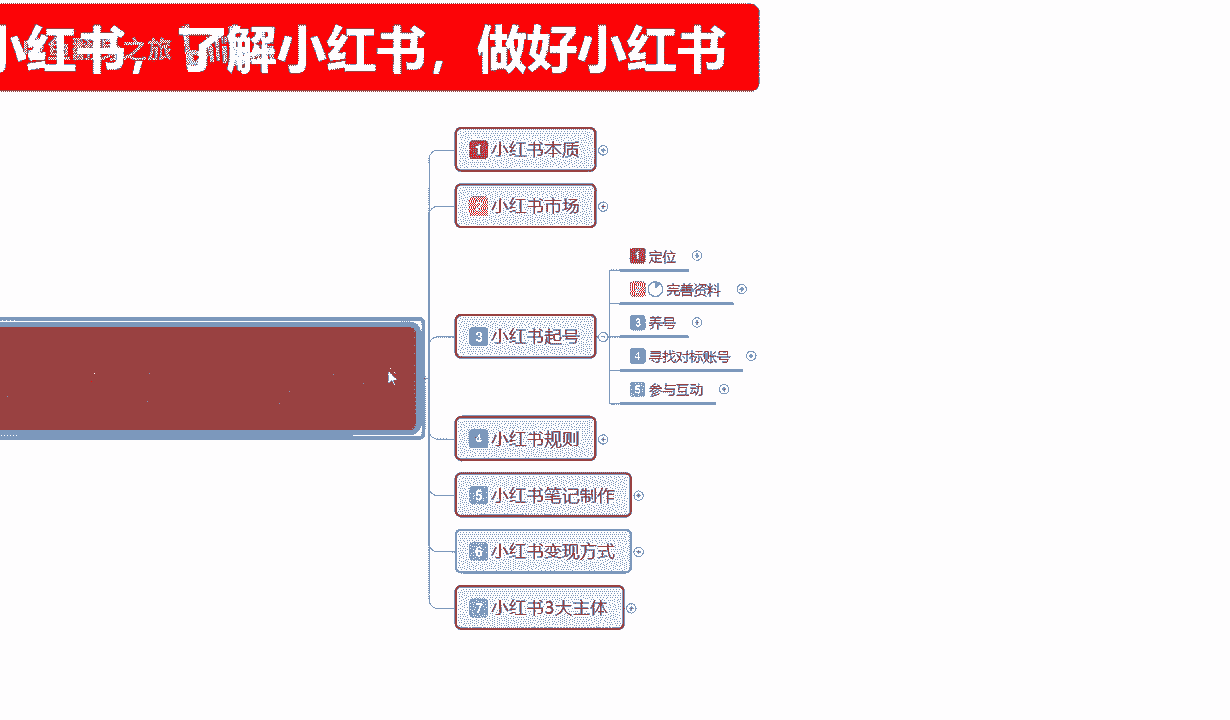 小红书，了解小红书，做好小红书
之旅
1 小红书本质
小红书市场
3 小红书起号
1 定位
完善资料
3 养号
4 寻找对标账号
5 参与互动
4 小红书规则
5 小红书笔记制作
6 小红书变现方式
7 小红书3大主体